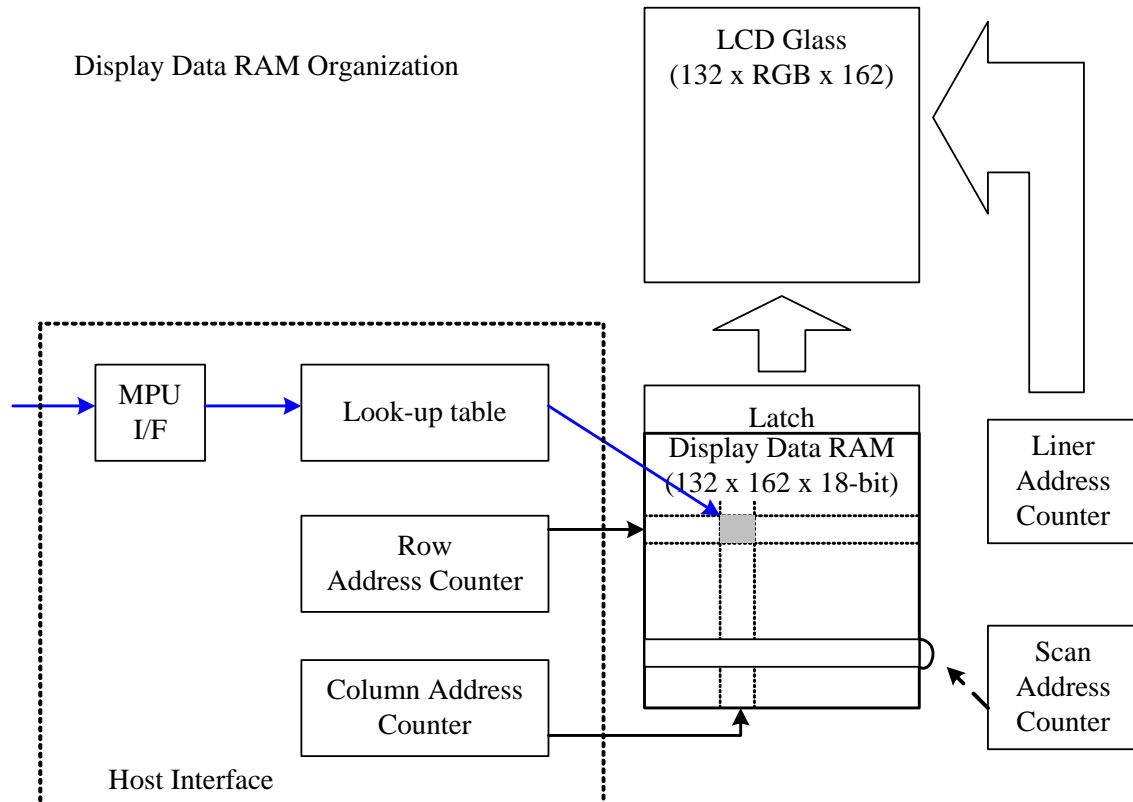 Display Data RAM Organization
LCD Glass
(132 x RGB x 162)
MPU
I/F
Look-up table
Latch
Display Data RAM
(132 x 162 x 18-bit)
Liner
Address
Counter
Row
Address Counter
Column Address
Counter
Scan
Address
Counter
Host Interface